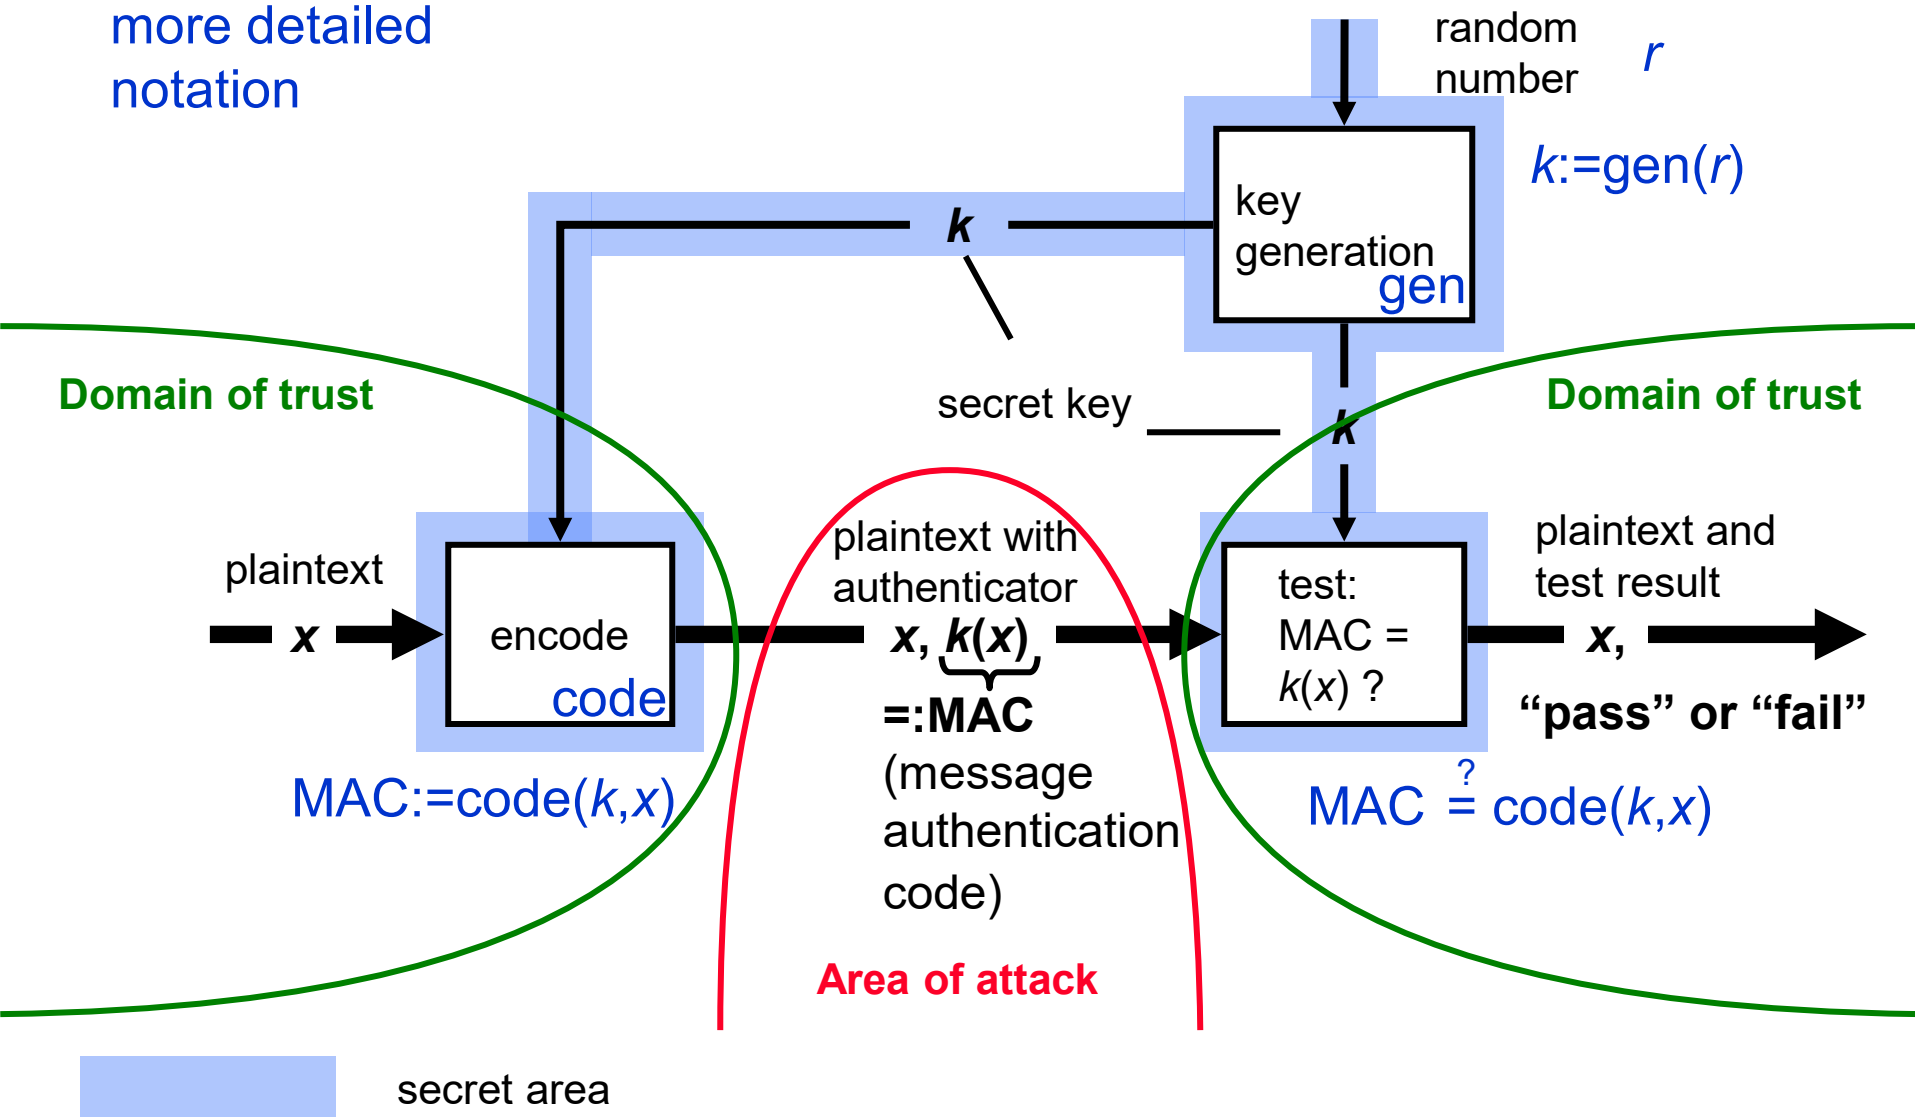 more detailed
notation
random
number
r
k:=gen(r)
key
generation
gen
k
secret key
k
Domain of trust
Domain of trust
plaintext
x
encode
code
MAC:=code(k,x)
plaintext with
authenticator
x, k(x)
=:MAC
(message
authentication
code)
Area of attack
test:
MAC =
k(x) ?
plaintext and
test result
x,
“pass” or “fail”
?
MAC = code(k,x)
secret area